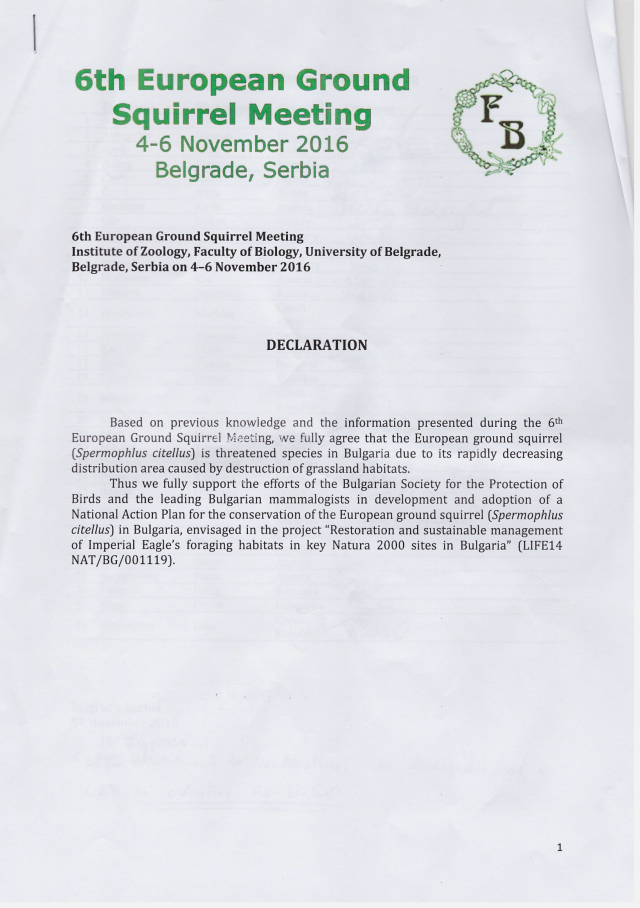 6th European Ground
Squirrel Meeting
4-6 November 2016
Belgrade, Serbia
F
B
6th European Ground Squirrel Meeting
Institute of Zoology, Faculty of Biology, University of Belgrade,
Belgrade, Serbia on 4–6 November 2016
DECLARATION
Based on previous knowledge and the information presented during the 6th
European Ground Squirrel Meeting, we fully agree that the European ground squirrel
(Spermophlus citellus) is threatened species in Bulgaria due to its rapidly decreasing
distribution area caused by destruction of grassland habitats.
Thus we fully support the efforts of the Bulgarian Society for the Protection of
Birds and the leading Bulgarian mammalogists in development and adoption of a
National Action Plan for the conservation of the European ground squirrel (Spermophlus
citellus) in Bulgaria, envisaged in the project “Restoration and sustainable management
of Imperial Eagle’s foraging habitats in key Natura 2000 sites in Bulgaria” (LIFE14
NAT/BG/001119).
1